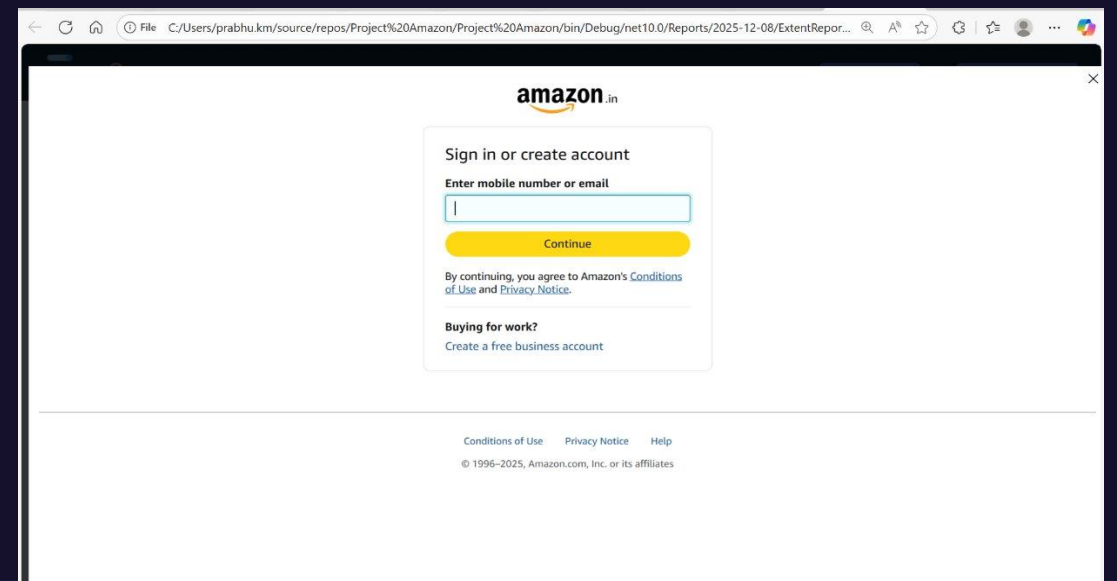 File C:/Users/prabhu.km/source/repos/Project%20Amazon/Project%20Amazon/bin/Debug/net10.0/Reports/2025-12-08/ExtentRepor...
amazon.in
Sign in or create account
Enter mobile number or email
Continue
By continuing, you agree to Amazon's Conditions
of Use and Privacy Notice.
Buying for work?
Create a free business account
Conditions of Use Privacy Notice Help
© 1996–2025, Amazon.com, Inc. or its affiliates